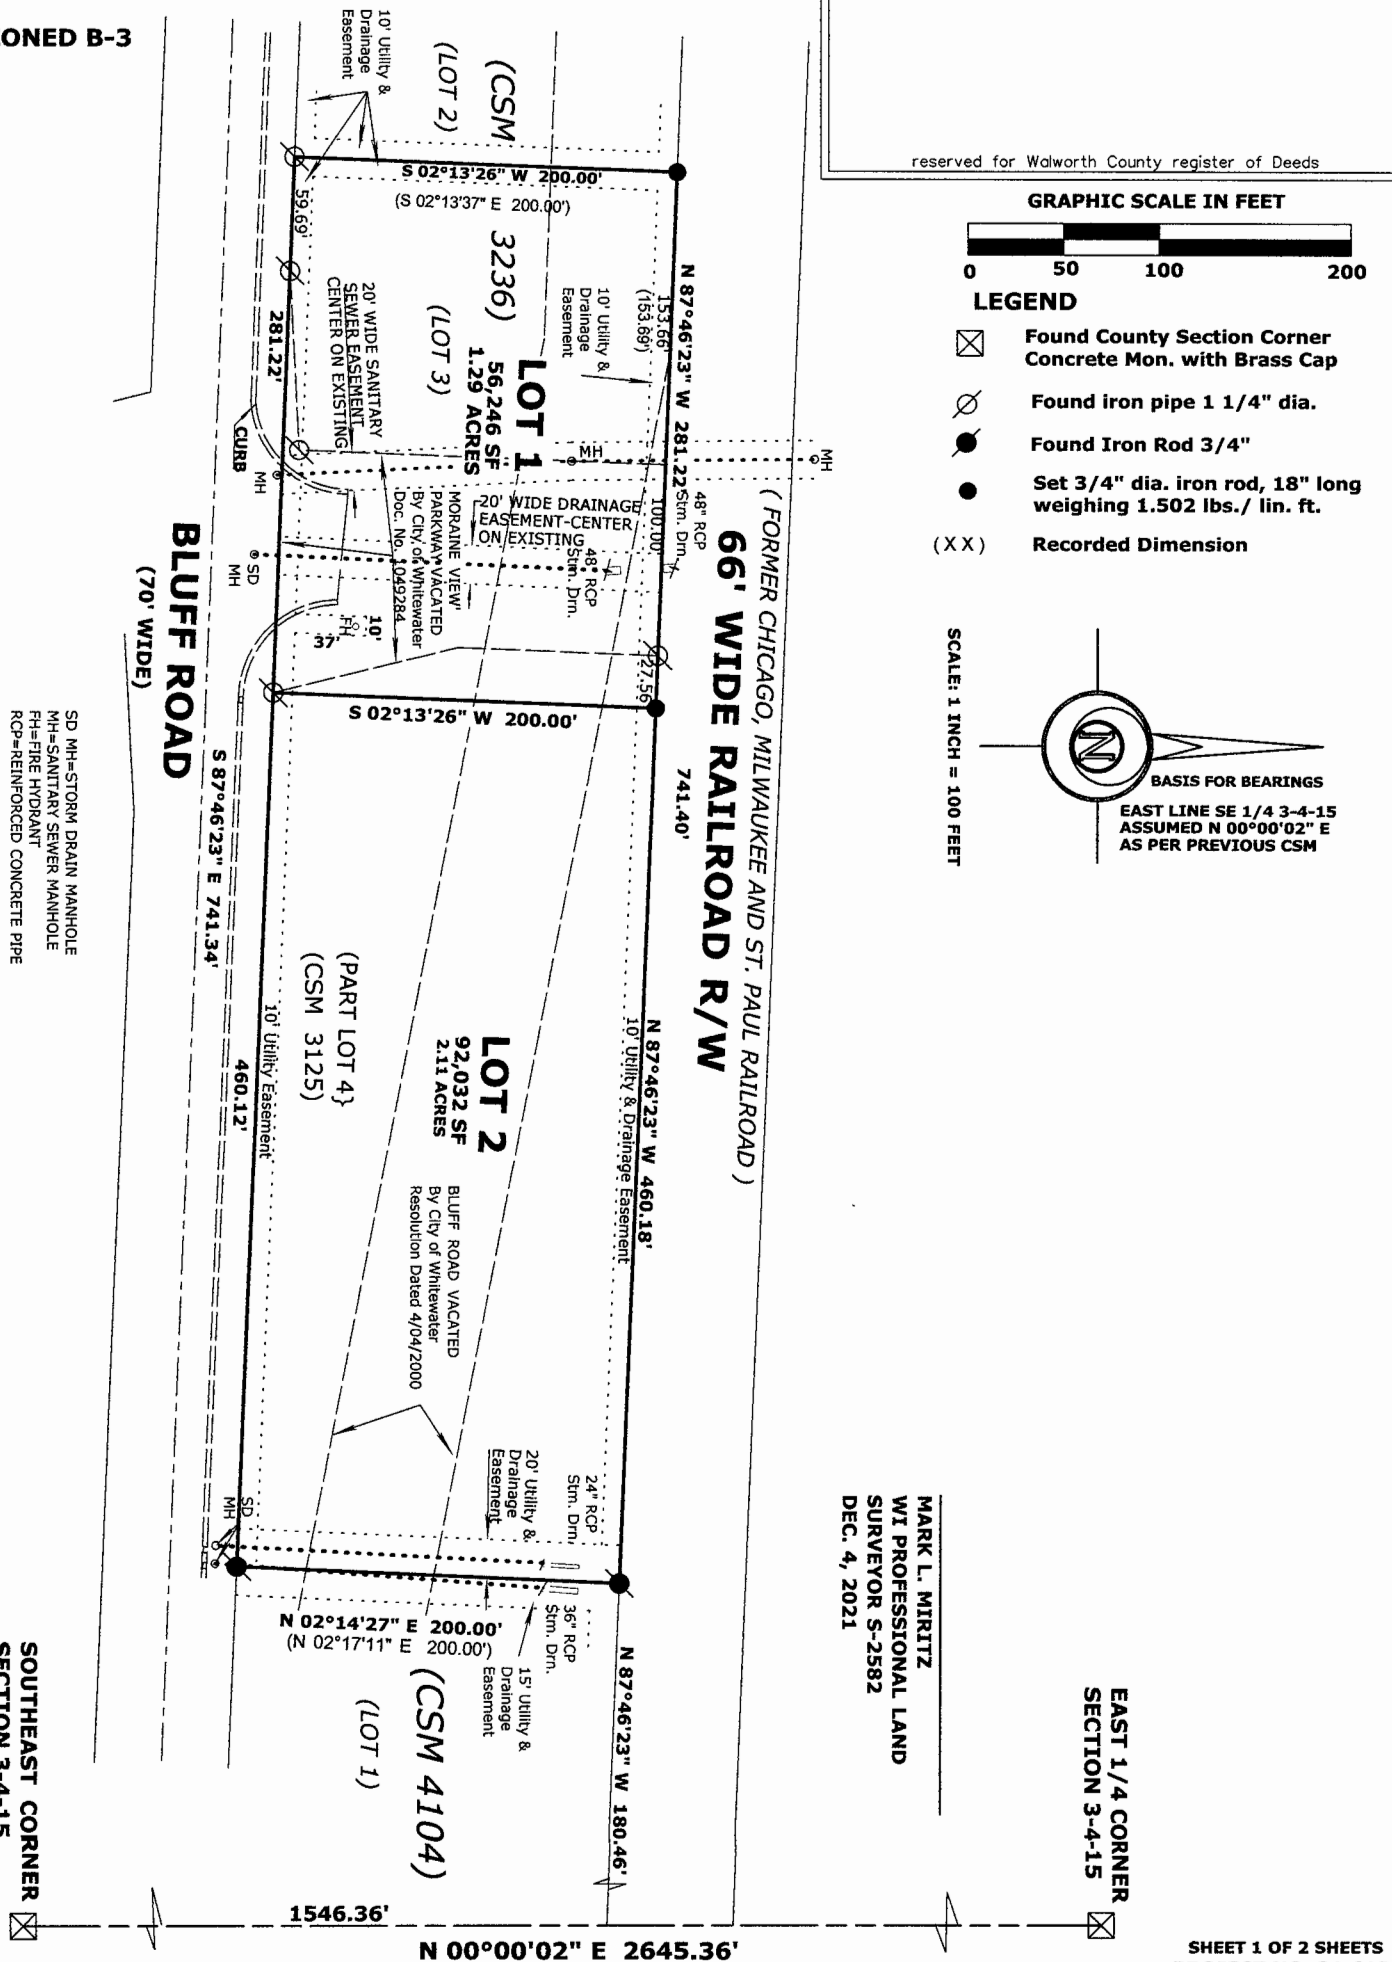 ZONED B-3
10' Utility &
Drainage
Easement
(LOT 2)
(CSM
3236)
S 02°13'26" W 200.00'
(S 02°13'37" E 200.00')
59.69'
281.22'
20' WIDE SANITARY
SEWER EASEMENT
CENTER ON EXISTING
(LOT 3)
LOT 1
56,246 SF
1.29 ACRES
10' Utility &
Drainage
Easement
153.66'
(153.69')
N 87°46'23" W 281.22'
CURB
MH
MH
MH
48" RCP
Stm. Drn.
100.00'
20' WIDE DRAINAGE
EASEMENT-CENTER
ON EXISTING
48" RCP
Stm. Drn.
MORAINE VIEW'
PARKWAY VACATED
By City of Whitewater
Doc. No. 1049284
SD
MH
FH
10'
37'
27.56'
S 02°13'26" W 200.00'
BLUFF ROAD
(70' WIDE)
66' WIDE RAILROAD R/W
( FORMER CHICAGO, MILWAUKEE AND ST. PAUL RAILROAD )
741.40'
S 87°46'23" E 741.34'
460.12'
10' Utility Easement
(PART LOT 4}
(CSM 3125)
LOT 2
92,032 SF
2.11 ACRES
N 87°46'23" W 460.18'
10' Utility & Drainage Easement
BLUFF ROAD VACATED
By City of Whitewater
Resolution Dated 4/04/2000
20' Utility &
Drainage
Easement
24" RCP
Stm. Drn.
SD
MH
N 02°14'27" E 200.00'
(N 02°17'11" E 200.00')
36" RCP
Stm. Drn.
15' Utility &
Drainage
Easement
(CSM 4104)
(LOT 1)
N 87°46'23" W 180.46'
1546.36'
N 00°00'02" E 2645.36'
SD MH=STORM DRAIN MANHOLE
MH=SANITARY SEWER MANHOLE
FH=FIRE HYDRANT
RCP=REINFORCED CONCRETE PIPE
reserved for Walworth County register of Deeds
GRAPHIC SCALE IN FEET
0 50 100 200
LEGEND
Found County Section Corner
Concrete Mon. with Brass Cap
Found iron pipe 1 1/4" dia.
Found Iron Rod 3/4"
Set 3/4" dia. iron rod, 18" long
weighing 1.502 lbs./ lin. ft.
(XX) Recorded Dimension
SCALE: 1 INCH = 100 FEET
N
BASIS FOR BEARINGS
EAST LINE SE 1/4 3-4-15
ASSUMED N 00°00'02" E
AS PER PREVIOUS CSM
MARK L. MIRITZ
WI PROFESSIONAL LAND
SURVEYOR S-2582
DEC. 4, 2021
EAST 1/4 CORNER
SECTION 3-4-15
SOUTHEAST CORNER
SECTION 3-4-15
SHEET 1 OF 2 SHEETS